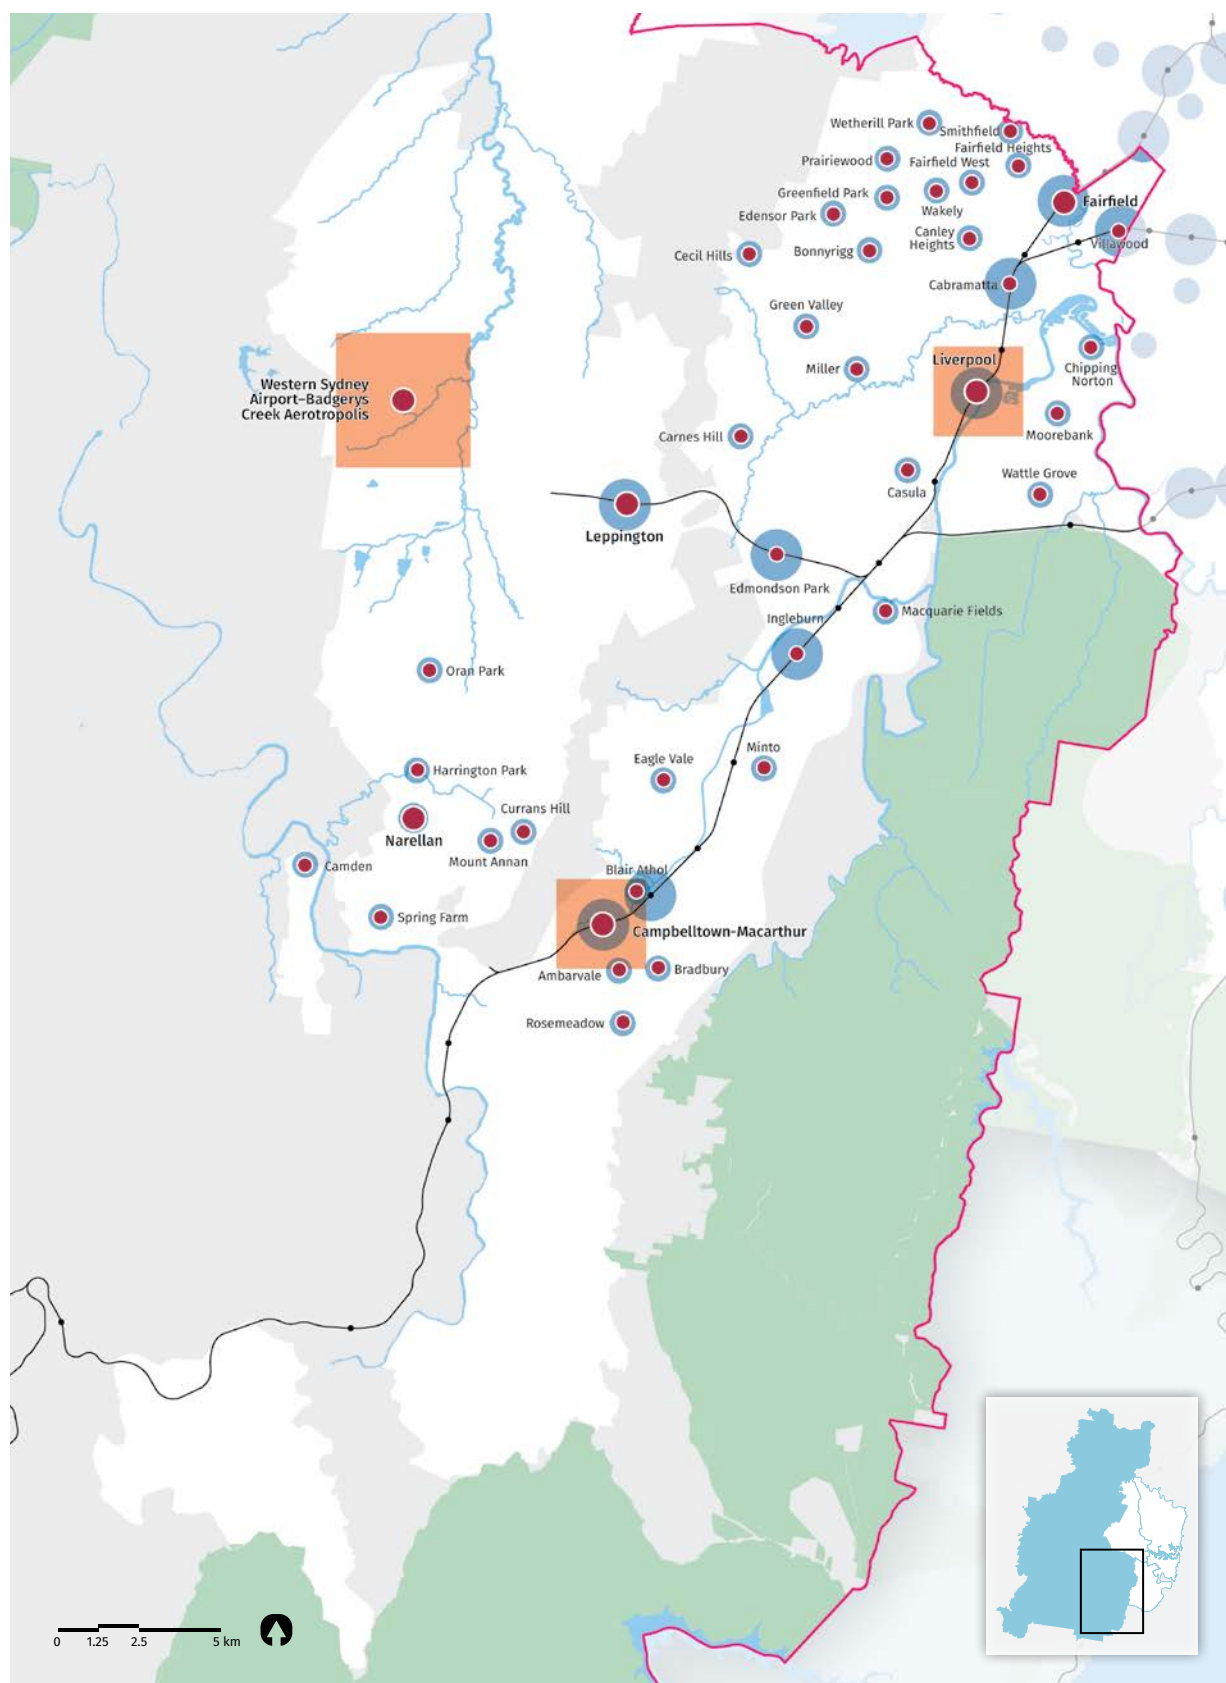 Wetherill Park
Smithfield
Fairfield Heights
Prairiewood
Fairfield West
Greenfield Park
Fairfield
Edensor Park
Wakely
Canley
Heights
Villawood
Cecil Hills
Bonnyrigg
Cabramatta
Green Valley
Liverpool
Miller
Chipping
Norton
Western Sydney
Airport–Badgerys
Creek Aerotropolis
Carnes Hill
Moorebank
Casula
Wattle Grove
Leppington
Edmondson Park
Macquarie Fields
Ingleburn
Oran Park
Minto
Eagle Vale
Harrington Park
Currans Hill
Narellan
Mount Annan
Camden
Blair Athol
Spring Farm
Campbelltown-Macarthur
Ambarvale
Bradbury
Rosemeadow
0 1.25 2.5 5 km